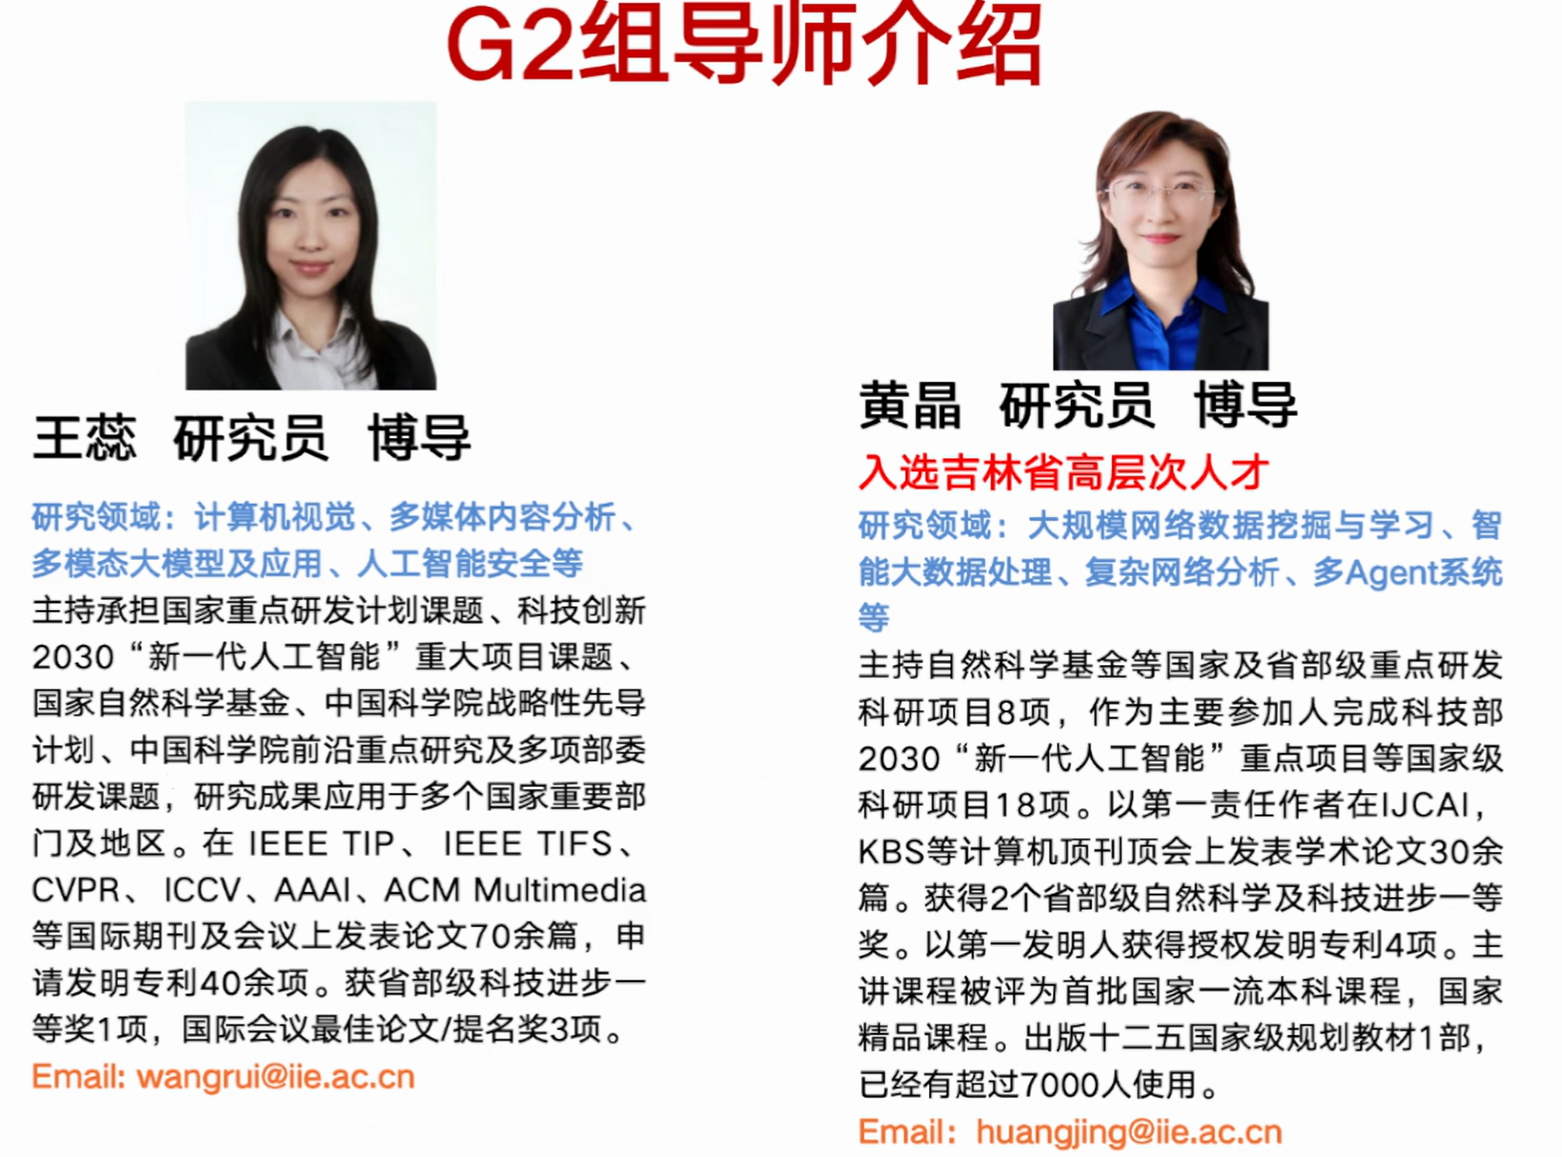 G2组导师介绍
王蕊 研究员 博导
研究领域：计算机视觉、多媒体内容分析、
多模态大模型及应用、人工智能安全等
主持承担国家重点研发计划课题、科技创新
2030“新一代人工智能”重大项目课题、
国家自然科学基金、中国科学院战略性先导
计划、中国科学院前沿重点研究及多项部委
研发课题，研究成果应用于多个国家重要部
门及地区。在 IEEE TIP、 IEEE TIFS、
CVPR、 ICCV、AAAI、ACM Multimedia
等国际期刊及会议上发表论文70余篇，申
请发明专利40余项。获省部级科技进步一
等奖1项，国际会议最佳论文/提名奖3项。
Email: wangrui@iie.ac.cn
黄晶 研究员 博导
入选吉林省高层次人才
研究领域：大规模网络数据挖掘与学习、智
能大数据处理、复杂网络分析、多Agent系统
等
主持自然科学基金等国家及省部级重点研发
科研项目8项，作为主要参加人完成科技部
2030“新一代人工智能”重点项目等国家级
科研项目18项。以第一责任作者在IJCAI，
KBS等计算机顶刊顶会上发表学术论文30余
篇。获得2个省部级自然科学及科技进步一等
奖。以第一发明人获得授权发明专利4项。主
讲课程被评为首批国家一流本科课程，国家
精品课程。出版十二五国家级规划教材1部，
已经有超过7000人使用。
Email：huangjing@iie.ac.cn